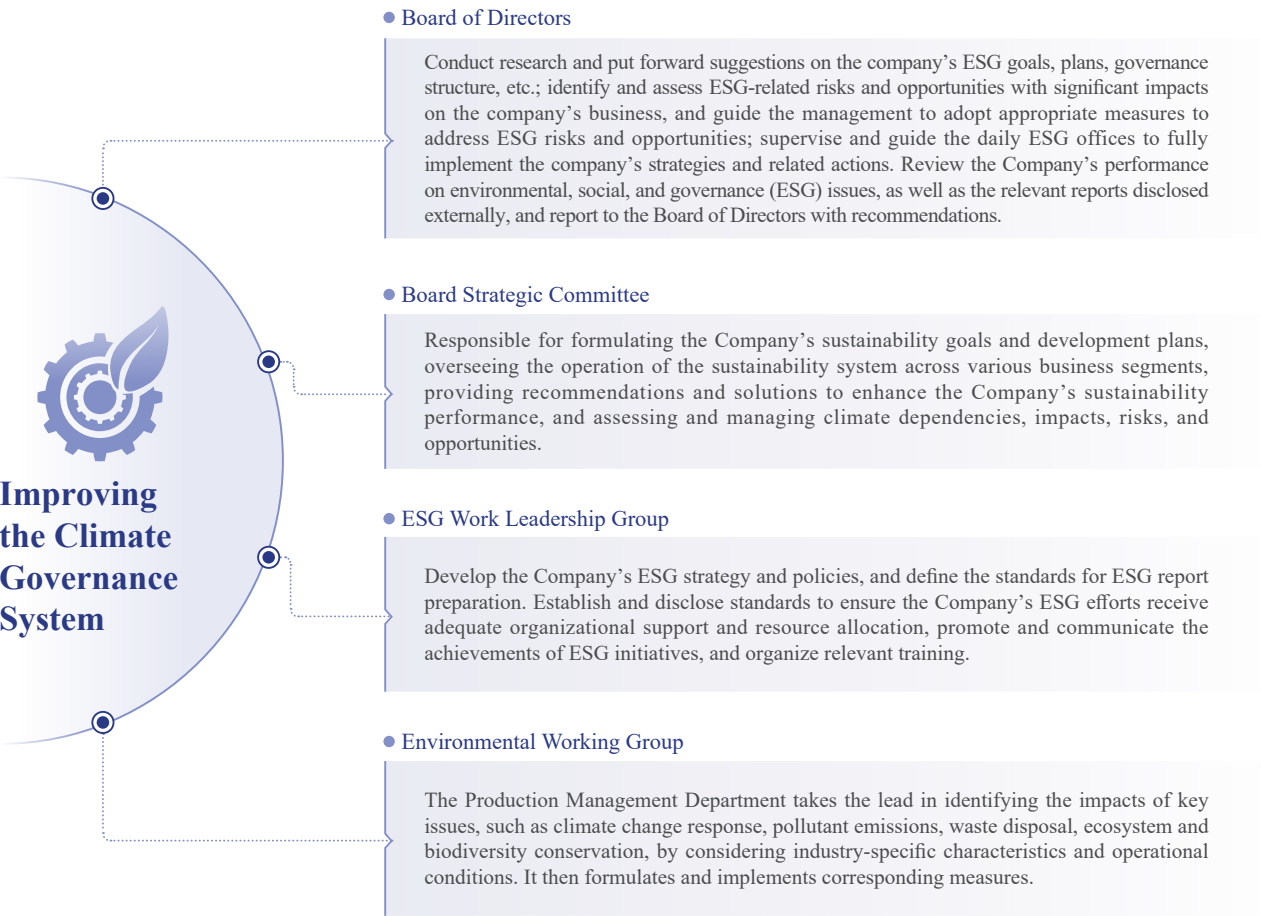 Improving
the Climate
Governance
System
Board of Directors
Conduct research and put forward suggestions on the company’s ESG goals, plans, governance
structure, etc.; identify and assess ESG-related risks and opportunities with significant impacts
on the company’s business, and guide the management to adopt appropriate measures to
address ESG risks and opportunities; supervise and guide the daily ESG offices to fully
implement the company’s strategies and related actions. Review the Company’s performance
on environmental, social, and governance (ESG) issues, as well as the relevant reports disclosed
externally, and report to the Board of Directors with recommendations.
Board Strategic Committee
Responsible for formulating the Company’s sustainability goals and development plans,
overseeing the operation of the sustainability system across various business segments,
providing recommendations and solutions to enhance the Company’s sustainability
performance, and assessing and managing climate dependencies, impacts, risks, and
opportunities.
ESG Work Leadership Group
Develop the Company’s ESG strategy and policies, and define the standards for ESG report
preparation. Establish and disclose standards to ensure the Company’s ESG efforts receive
adequate organizational support and resource allocation, promote and communicate the
achievements of ESG initiatives, and organize relevant training.
Environmental Working Group
The Production Management Department takes the lead in identifying the impacts of key
issues, such as climate change response, pollutant emissions, waste disposal, ecosystem and
biodiversity conservation, by considering industry-specific characteristics and operational
conditions. It then formulates and implements corresponding measures.